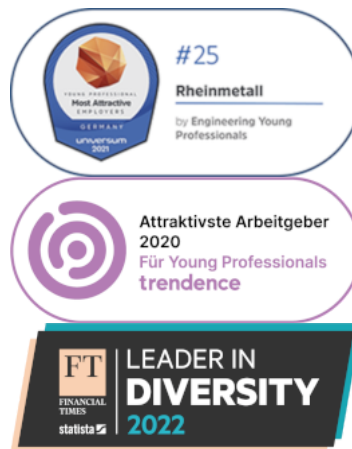 YOUNG PROFESSIONAL
Most Attractive
EMPLOYERS
GERMANY
universum
2021
#25
Rheinmetall
by Engineering Young
Professionals
Attraktivste Arbeitgeber
2020
Für Young Professionals
trendence
FT
FINANCIAL
TIMES
statista
LEADER IN
DIVERSITY
2022